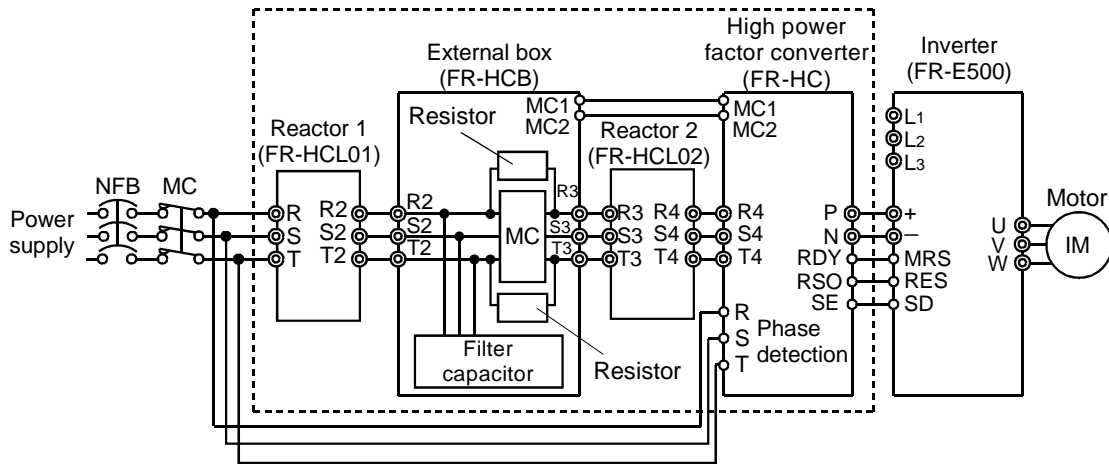 High power
factor converter
(FR-HC)
External box
(FR-HCB)
Inverter
(FR-E500)
MC1
MC2
MC1
MC2
Resistor
Reactor 1
(FR-HCL01)
Reactor 2
(FR-HCL02)
L1
L2
L3
NFB
MC
Power
supply
R
S
T
R2
S2
T2
R2
S2
T2
MC
R3
S3
T3
R3
S3
T3
R4
S4
T4
R4
S4
T4
P
N
RDY
RSO
SE
+
−
MRS
RES
SD
U
V
W
Motor
IM
R
S
T
Phase
detection
Filter
capacitor
Resistor